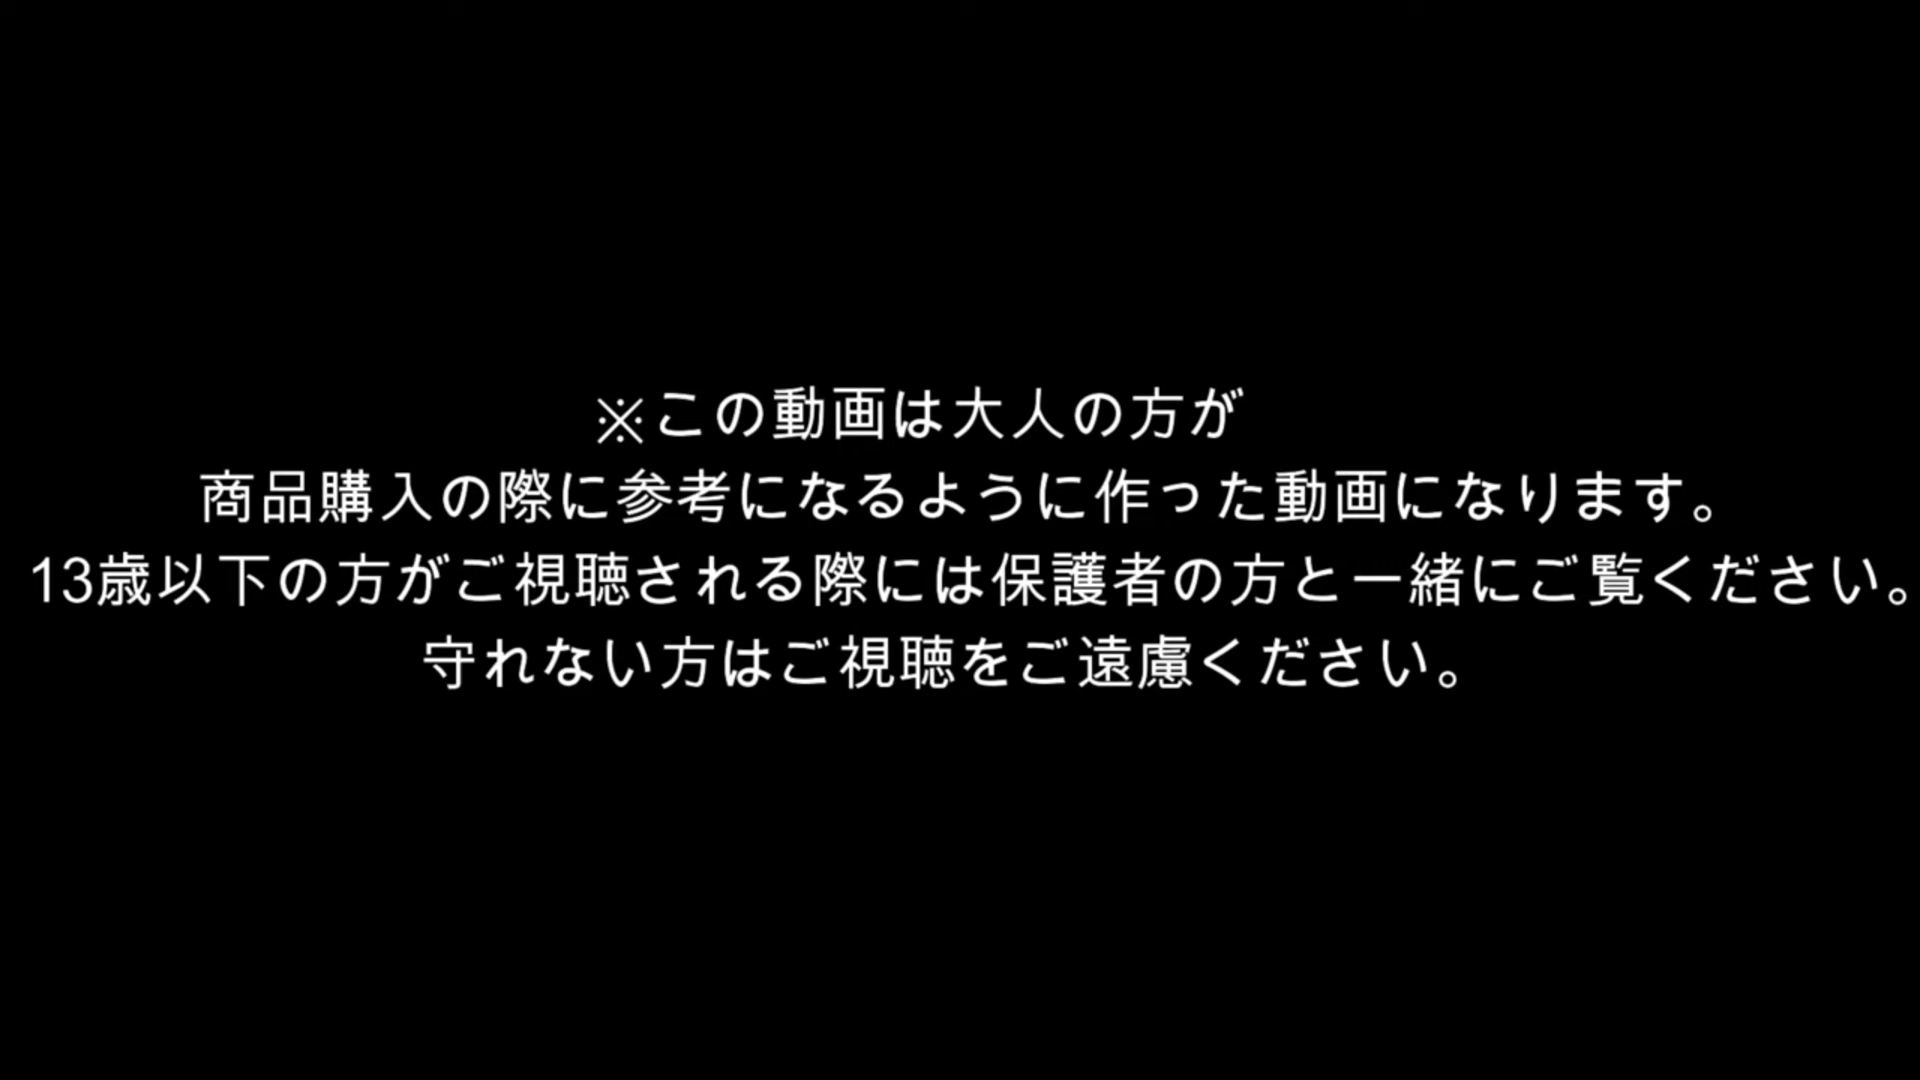 ※この動画は大人の方が
商品購入の際に参考になるように作った動画になります。
13歳以下の方がご視聴される際には保護者の方と一緒にご覧ください。
守れない方はご視聴をご遠慮ください。